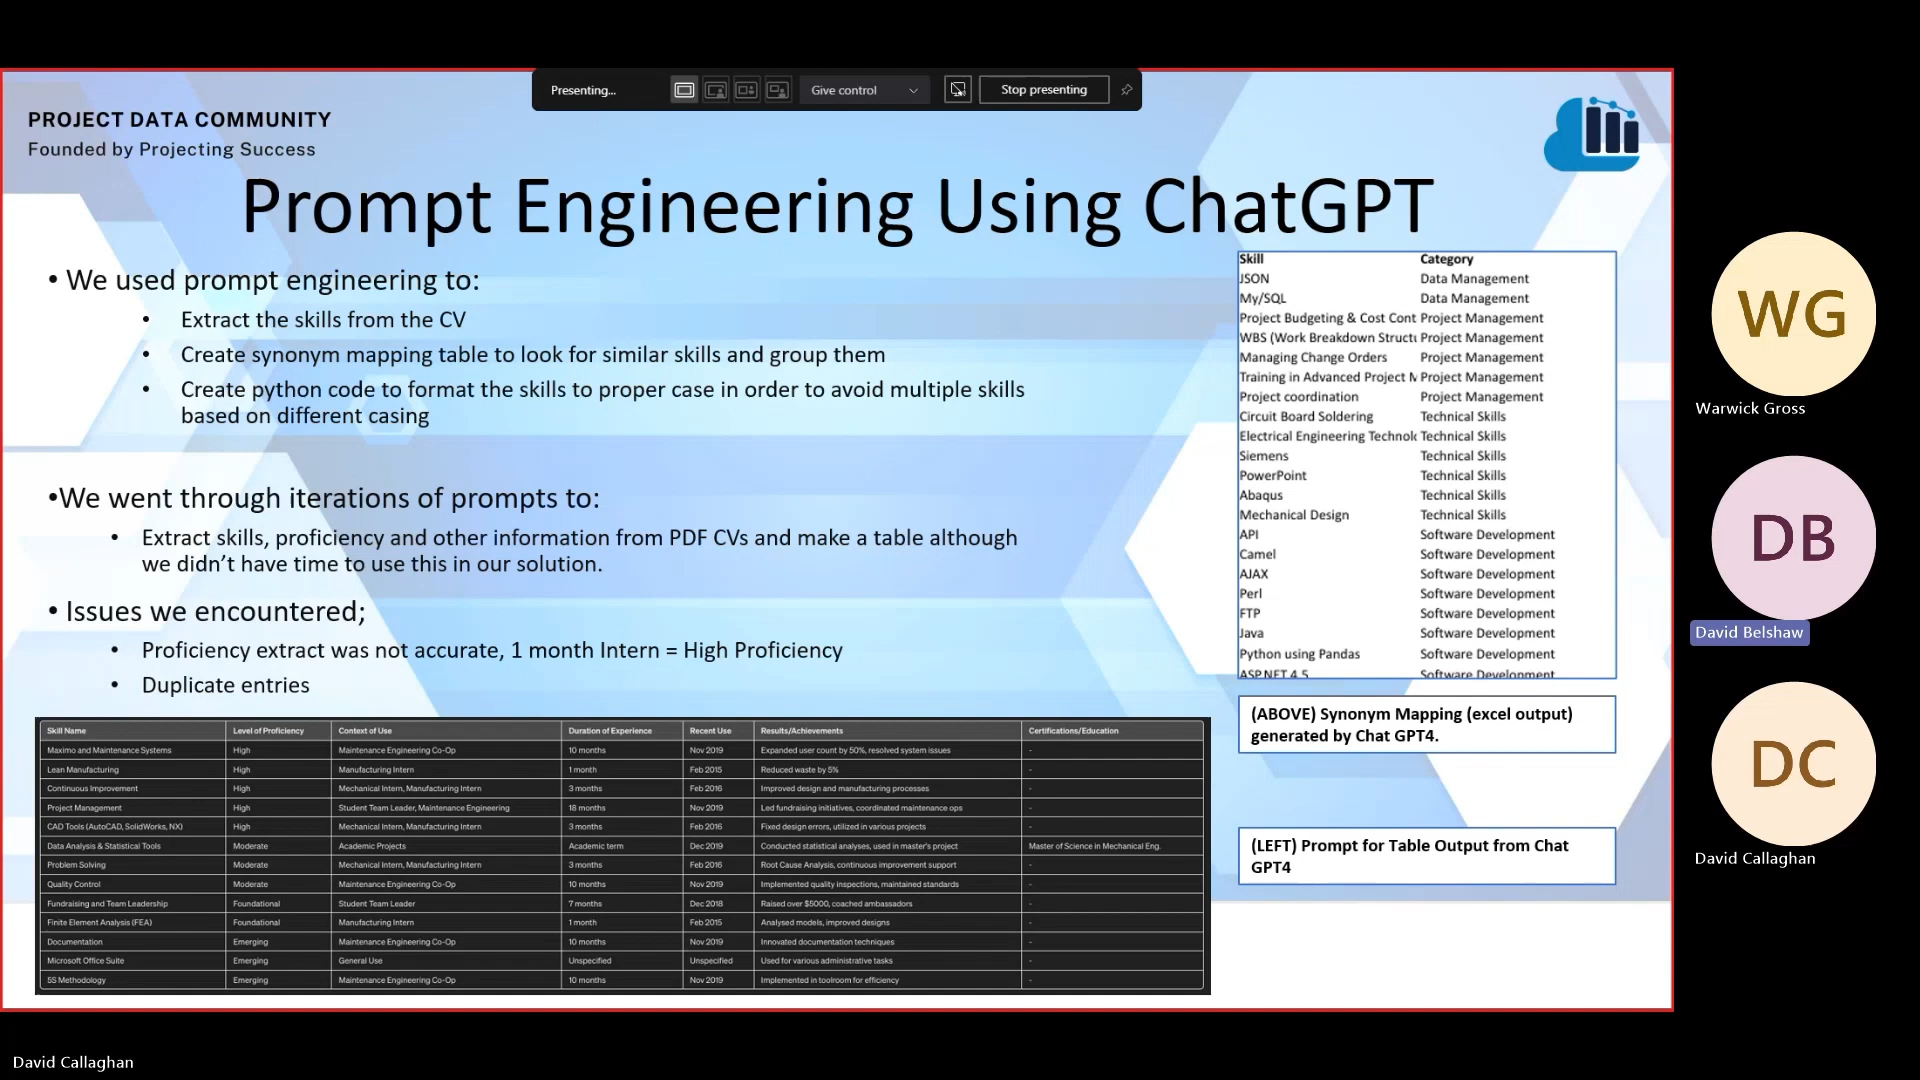 Presenting...
Give control
Stop presenting
PROJECT DATA COMMUNITY
Founded by Projecting Success
Prompt Engineering Using ChatGPT
• We used prompt engineering to:
• Extract the skills from the CV
• Create synonym mapping table to look for similar skills and group them
• Create python code to format the skills to proper case in order to avoid multiple skills
based on different casing
•We went through iterations of prompts to:
• Extract skills, proficiency and other information from PDF CVs and make a table although
we didn't have time to use this in our solution.
• Issues we encountered;
• Proficiency extract was not accurate, 1 month Intern = High Proficiency
• Duplicate entries
Skill Category
JSON Data Management
My/SQL Data Management
Project Budgeting & Cost Cont Project Management
WBS (Work Breakdown Structu Project Management
Managing Change Orders Project Management
Training in Advanced Project M Project Management
Project coordination Project Management
Circuit Board Soldering Technical Skills
Electrical Engineering Technolo Technical Skills
Siemens Technical Skills
PowerPoint Technical Skills
Abaqus Technical Skills
Mechanical Design Technical Skills
API Software Development
Camel Software Development
AJAX Software Development
Perl Software Development
FTP Software Development
Java Software Development
Python using Pandas Software Development
ASP.NET 4.5 Software Development
(ABOVE) Synonym Mapping (excel output)
generated by Chat GPT4.
(LEFT) Prompt for Table Output from Chat
GPT4
Skill Name Level of Proficiency Context of Use Duration of Experience Recent Use Results/Achievements Certifications/Education
Maximo and Maintenance Systems High Maintenance Engineering Co-Op 10 months Nov 2019 Expanded user count by 50%, resolved system issues -
Lean Manufacturing High Manufacturing Intern 1 month Feb 2015 Reduced waste by 5% -
Continuous Improvement High Mechanical Intern, Manufacturing Intern 3 months Feb 2016 Improved design and manufacturing processes -
Project Management High Student Team Leader, Maintenance Engineering 18 months Nov 2019 Led fundraising initiatives, coordinated maintenance ops -
CAD Tools (AutoCAD, SolidWorks, NX) High Mechanical Intern, Manufacturing Intern 3 months Feb 2016 Fixed design errors, utilized in various projects -
Data Analysis & Statistical Tools Moderate Academic Projects Academic term Dec 2019 Conducted statistical analyses, used in master's project Master of Science in Mechanical Eng.
Problem Solving Moderate Mechanical Intern, Manufacturing Intern 3 months Feb 2016 Root Cause Analysis, continuous improvement support -
Quality Control Moderate Maintenance Engineering Co-Op 10 months Nov 2019 Implemented quality inspections, maintained standards -
Fundraising and Team Leadership Foundational Student Team Leader 7 months Dec 2018 Raised over $5000, coached ambassadors -
Finite Element Analysis (FEA) Foundational Manufacturing Intern 1 month Feb 2015 Analysed models, improved designs -
Documentation Emerging Maintenance Engineering Co-Op 10 months Nov 2019 Innovated documentation techniques -
Microsoft Office Suite Emerging General Use Unspecified Unspecified Used for various administrative tasks -
5S Methodology Emerging Maintenance Engineering Co-Op 10 months Nov 2019 Implemented in toolroom for efficiency -
WG
Warwick Gross
DB
David Belshaw
DC
David Callaghan
David Callaghan